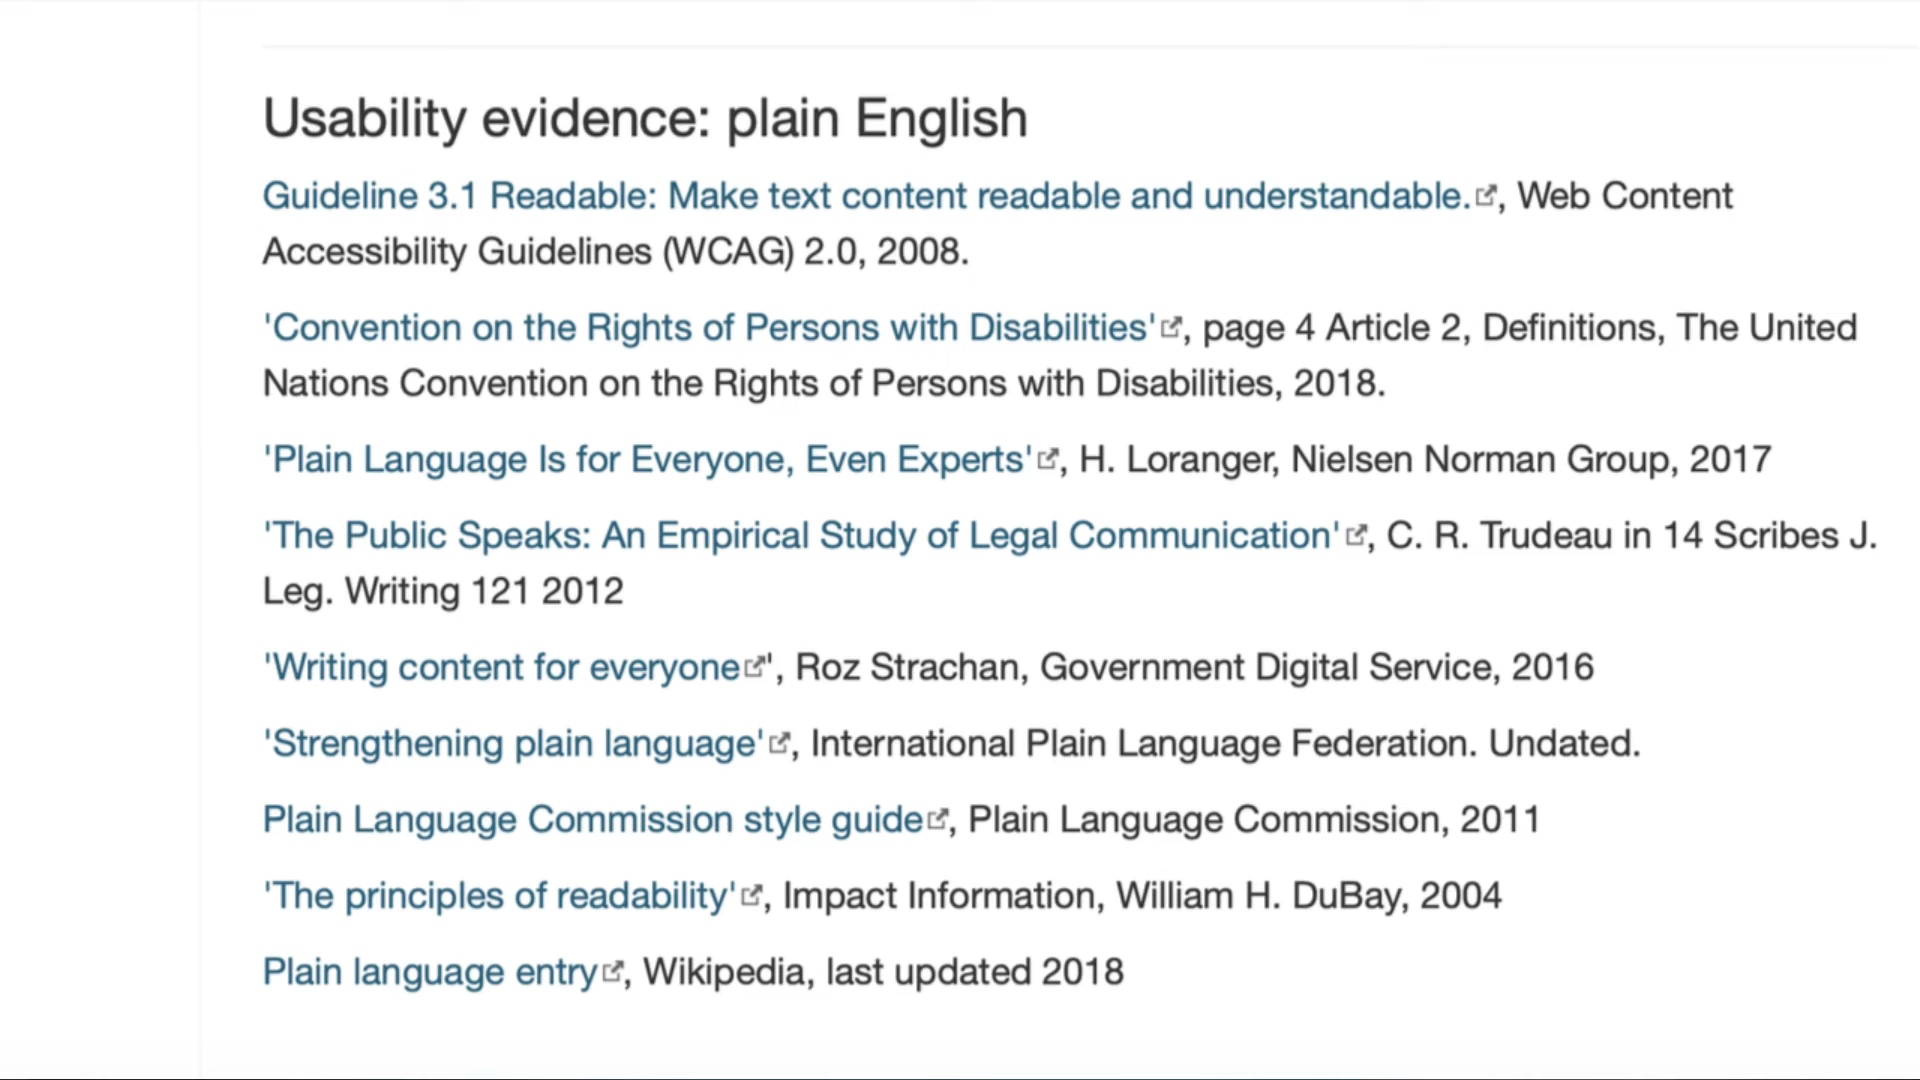 Usability evidence: plain English
Guideline 3.1 Readable: Make text content readable and understandable., Web Content
Accessibility Guidelines (WCAG) 2.0, 2008.
'Convention on the Rights of Persons with Disabilities', page 4 Article 2, Definitions, The United
Nations Convention on the Rights of Persons with Disabilities, 2018.
'Plain Language Is for Everyone, Even Experts', H. Loranger, Nielsen Norman Group, 2017
'The Public Speaks: An Empirical Study of Legal Communication', C. R. Trudeau in 14 Scribes J.
Leg. Writing 121 2012
'Writing content for everyone', Roz Strachan, Government Digital Service, 2016
'Strengthening plain language', International Plain Language Federation. Undated.
Plain Language Commission style guide, Plain Language Commission, 2011
'The principles of readability', Impact Information, William H. DuBay, 2004
Plain language entry, Wikipedia, last updated 2018